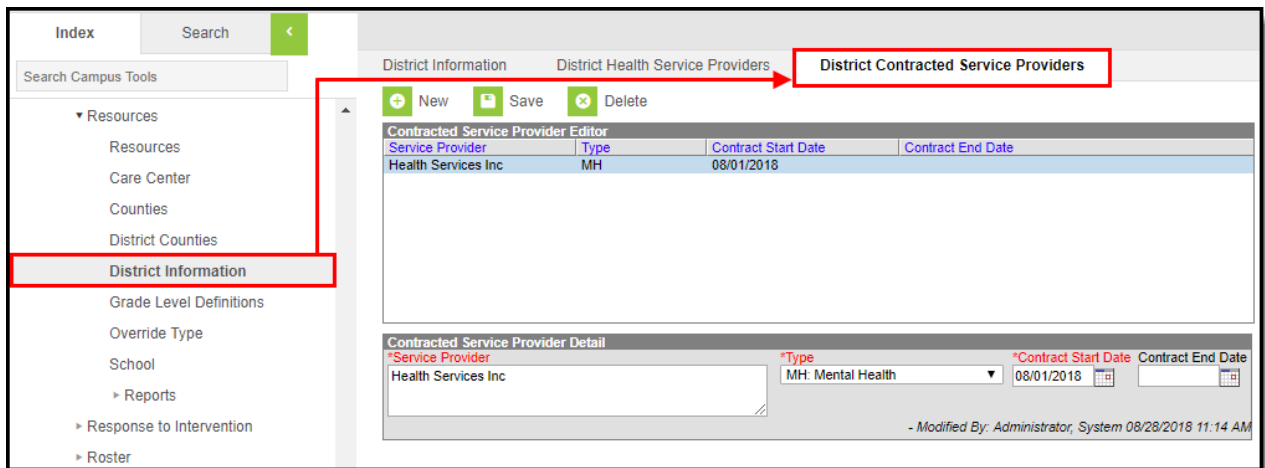 Index Search
Search Campus Tools
Resources
Resources
Care Center
Counties
District Counties
District Information
Grade Level Definitions
Override Type
School
Reports
Response to Intervention
Roster
District Information District Health Service Providers District Contracted Service Providers
New Save Delete
Contracted Service Provider Editor
Service Provider Type Contract Start Date Contract End Date
Health Services Inc MH 08/01/2018
Contracted Service Provider Detail
*Service Provider *Type *Contract Start Date Contract End Date
Health Services Inc MH: Mental Health 08/01/2018
- Modified By: Administrator, System 08/28/2018 11:14 AM